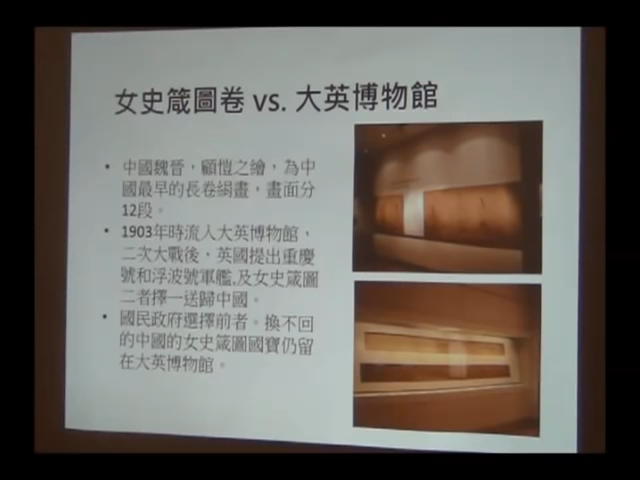 女史箴圖卷 vs. 大英博物館
• 中國魏晉，顧愷之繪，為中
國最早的長卷絹畫，畫面分
12段。
• 1903年時流入大英博物館，
二次大戰後，英國提出重慶
號和浮波號軍艦,及女史箴圖
二者擇一送歸中國。
• 國民政府選擇前者。換不回
的中國的女史箴圖國寶仍留
在大英博物館。